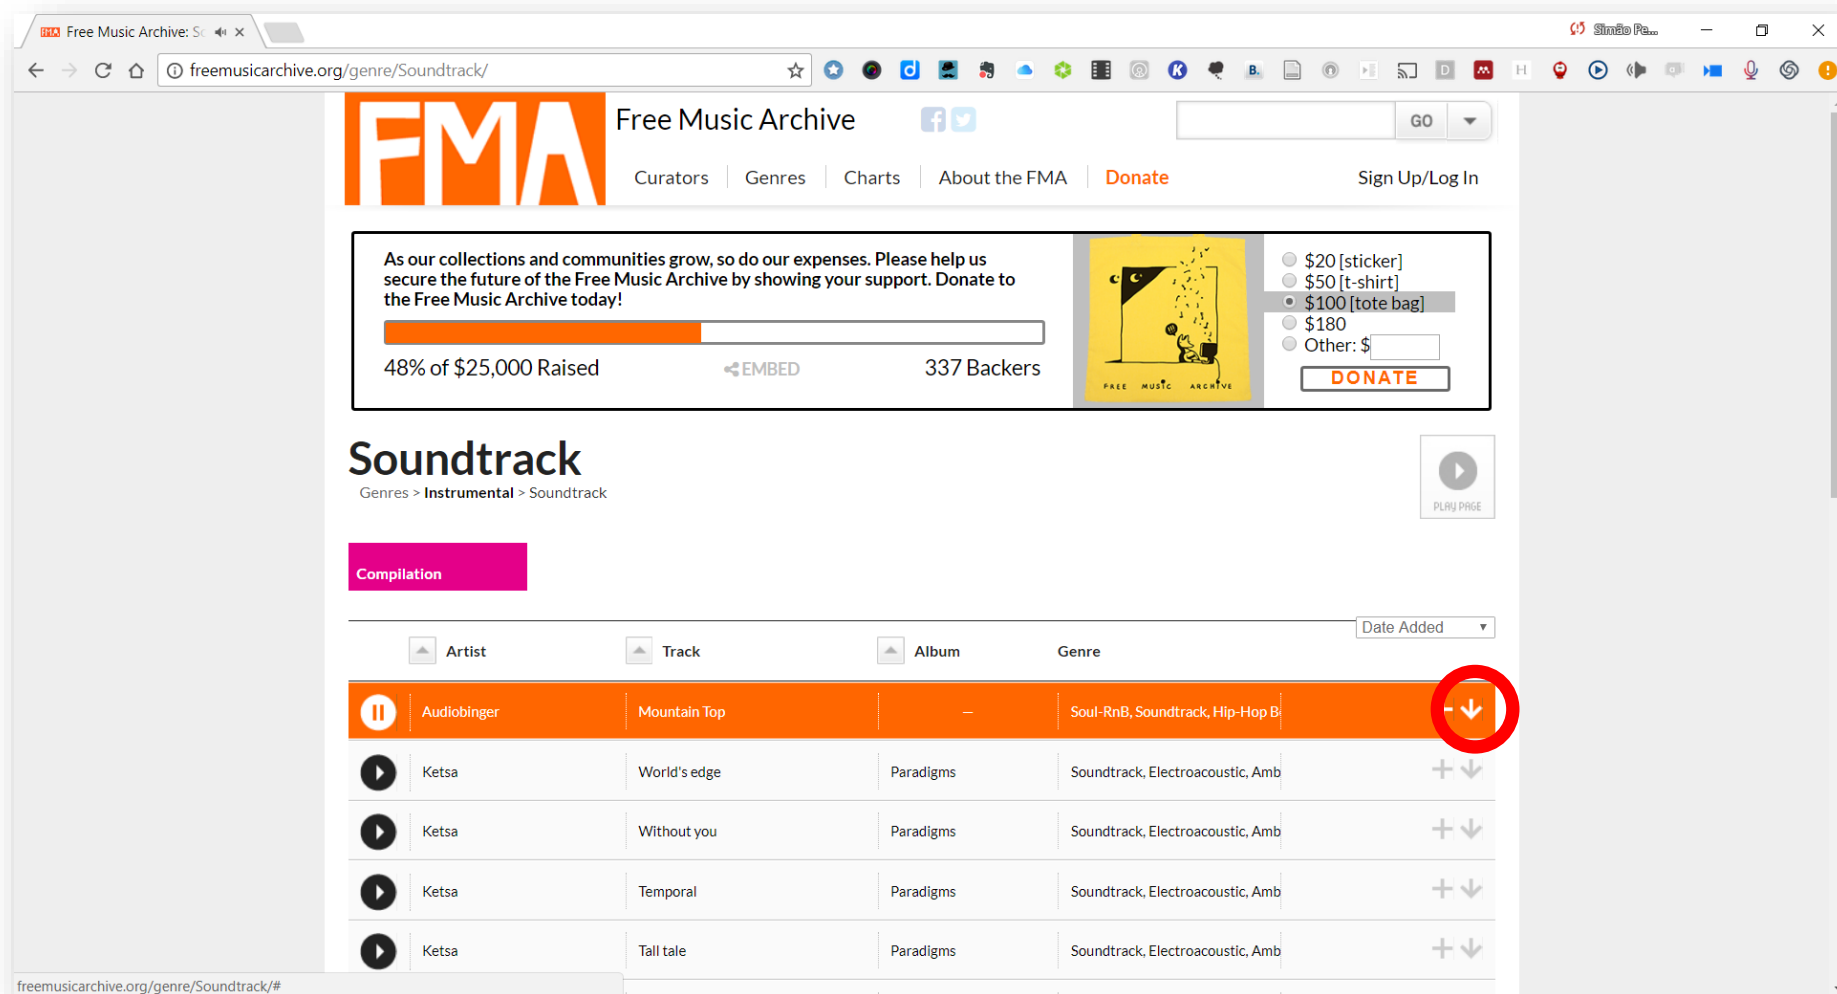 FMA Free Music Archive: So
Simão Pe...
freemusicarchive.org/genre/Soundtrack/
FMA
Free Music Archive
GO
Curators Genres Charts About the FMA Donate Sign Up/Log In
As our collections and communities grow, so do our expenses. Please help us
secure the future of the Free Music Archive by showing your support. Donate to
the Free Music Archive today!
48% of $25,000 Raised EMBED 337 Backers
FREE MUSIC ARCHIVE
$20 [sticker]
$50 [t-shirt]
$100 [tote bag]
$180
Other: $
DONATE
Soundtrack
Genres > Instrumental > Soundtrack
PLAY PAGE
Compilation
Date Added
Artist Track Album Genre
Audiobinger Mountain Top — Soul-RnB, Soundtrack, Hip-Hop B
Ketsa World's edge Paradigms Soundtrack, Electroacoustic, Amb
Ketsa Without you Paradigms Soundtrack, Electroacoustic, Amb
Ketsa Temporal Paradigms Soundtrack, Electroacoustic, Amb
Ketsa Tall tale Paradigms Soundtrack, Electroacoustic, Amb
freemusicarchive.org/genre/Soundtrack/#